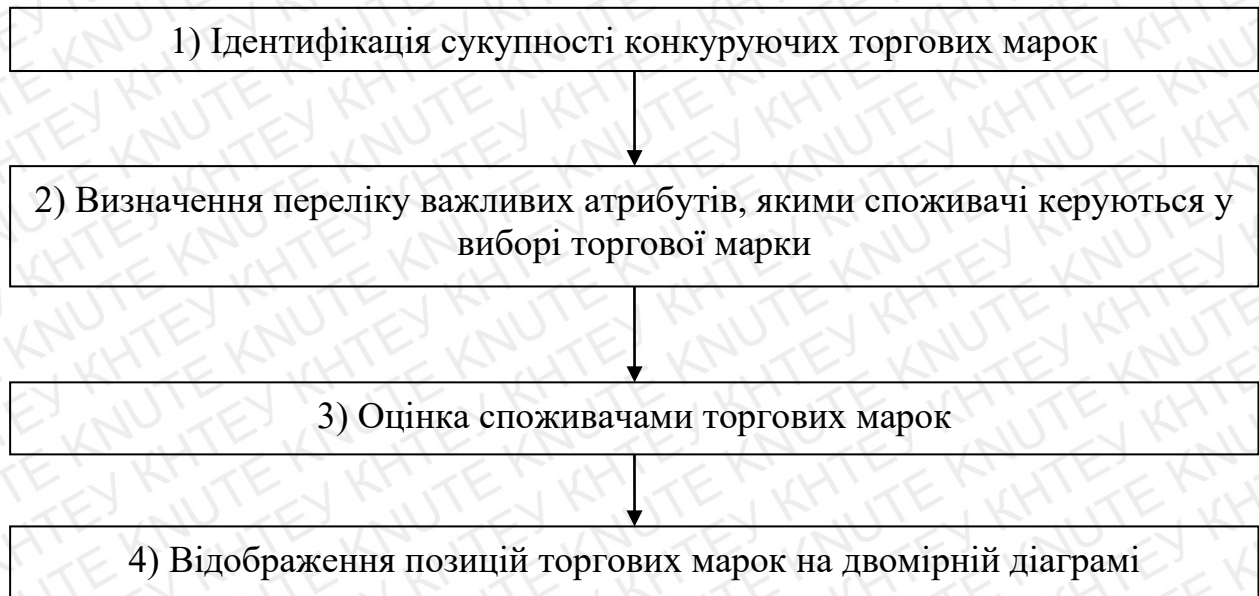 1) Ідентифікація сукупності конкуруючих торгових марок
2) Визначення переліку важливих атрибутів, якими споживачі керуються у
виборі торгової марки
3) Оцінка споживачами торгових марок
4) Відображення позицій торгових марок на двомірній діаграмі